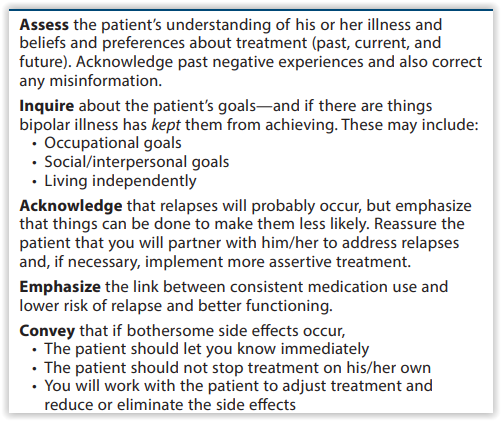 Assess the patient's understanding of his or her illness and
beliefs and preferences about treatment (past, current, and
future). Acknowledge past negative experiences and also correct
any misinformation.
Inquire about the patient's goals—and if there are things
bipolar illness has kept them from achieving. These may include:
• Occupational goals
• Social/interpersonal goals
• Living independently
Acknowledge that relapses will probably occur, but emphasize
that things can be done to make them less likely. Reassure the
patient that you will partner with him/her to address relapses
and, if necessary, implement more assertive treatment.
Emphasize the link between consistent medication use and
lower risk of relapse and better functioning.
Convey that if bothersome side effects occur,
• The patient should let you know immediately
• The patient should not stop treatment on his/her own
• You will work with the patient to adjust treatment and
reduce or eliminate the side effects